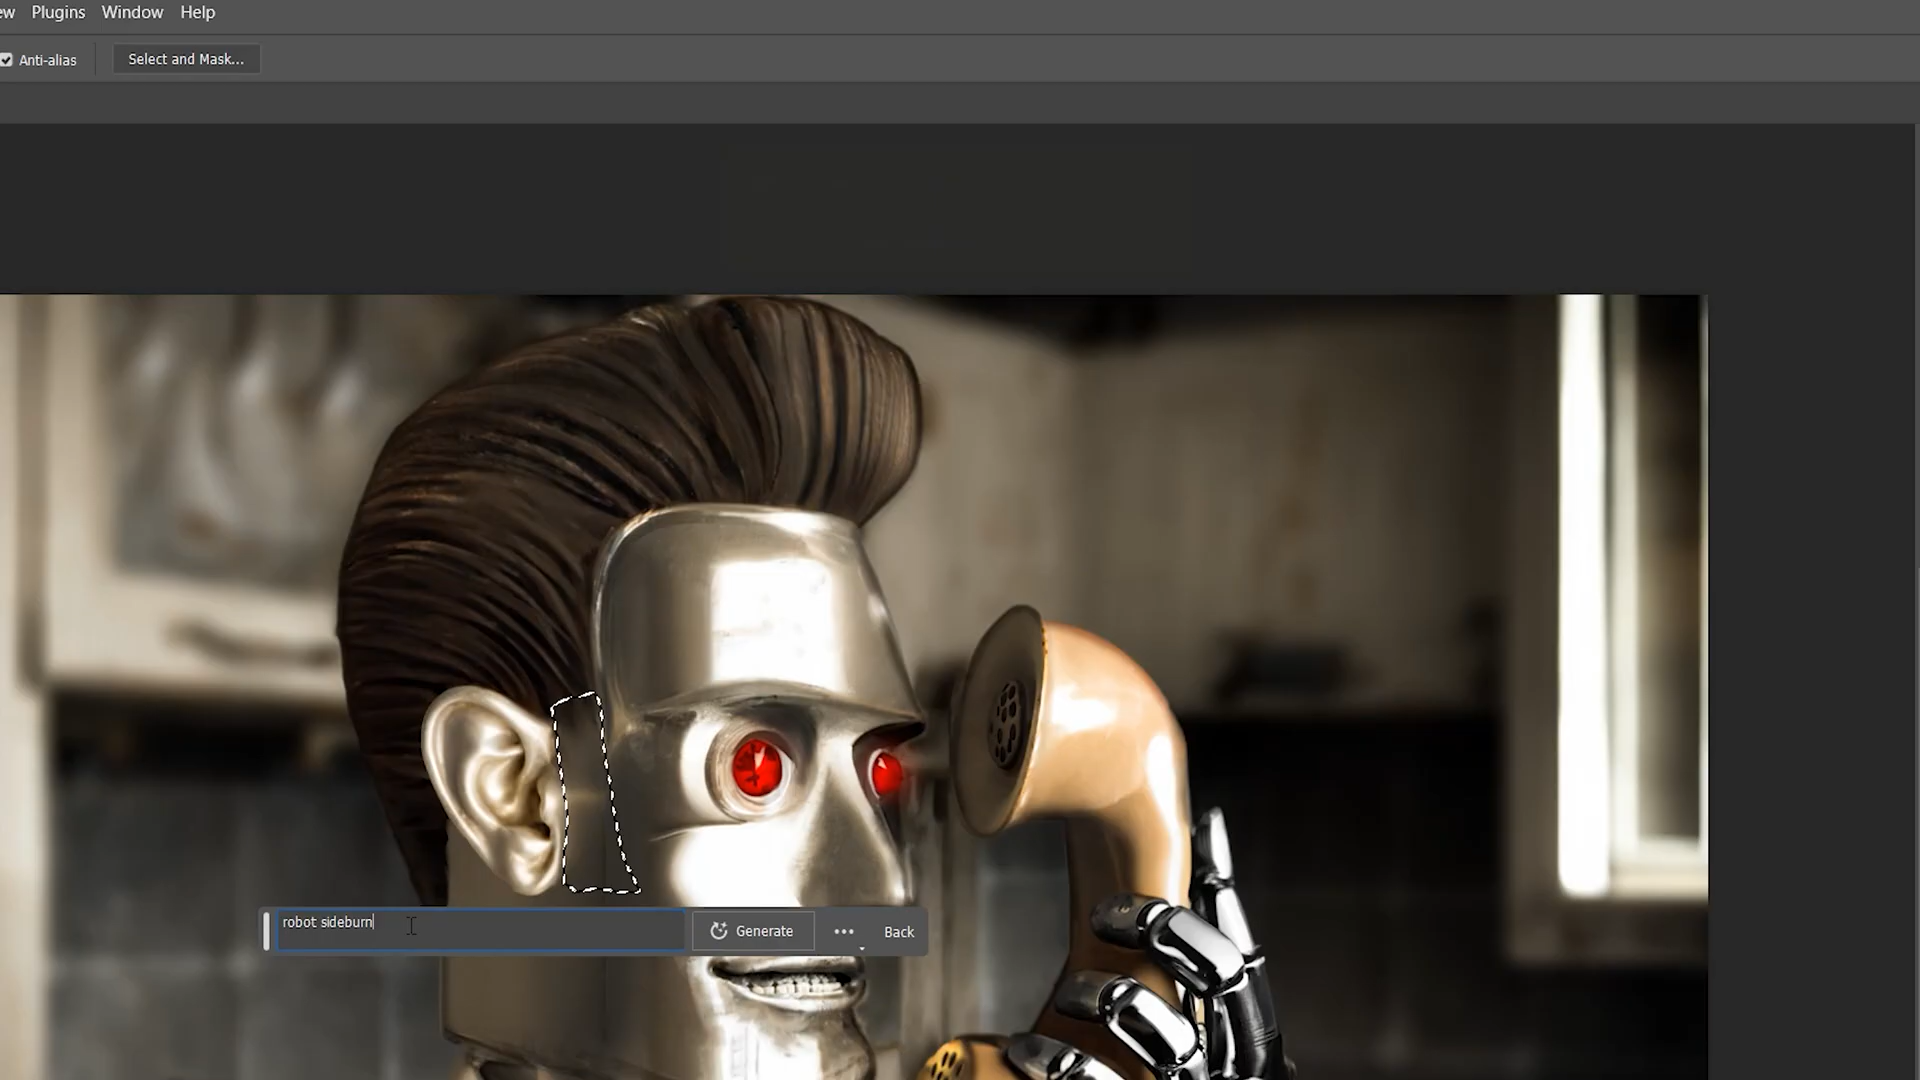 Plugins Window Help
Anti-alias Select and Mask...
robot sideburn Generate Back